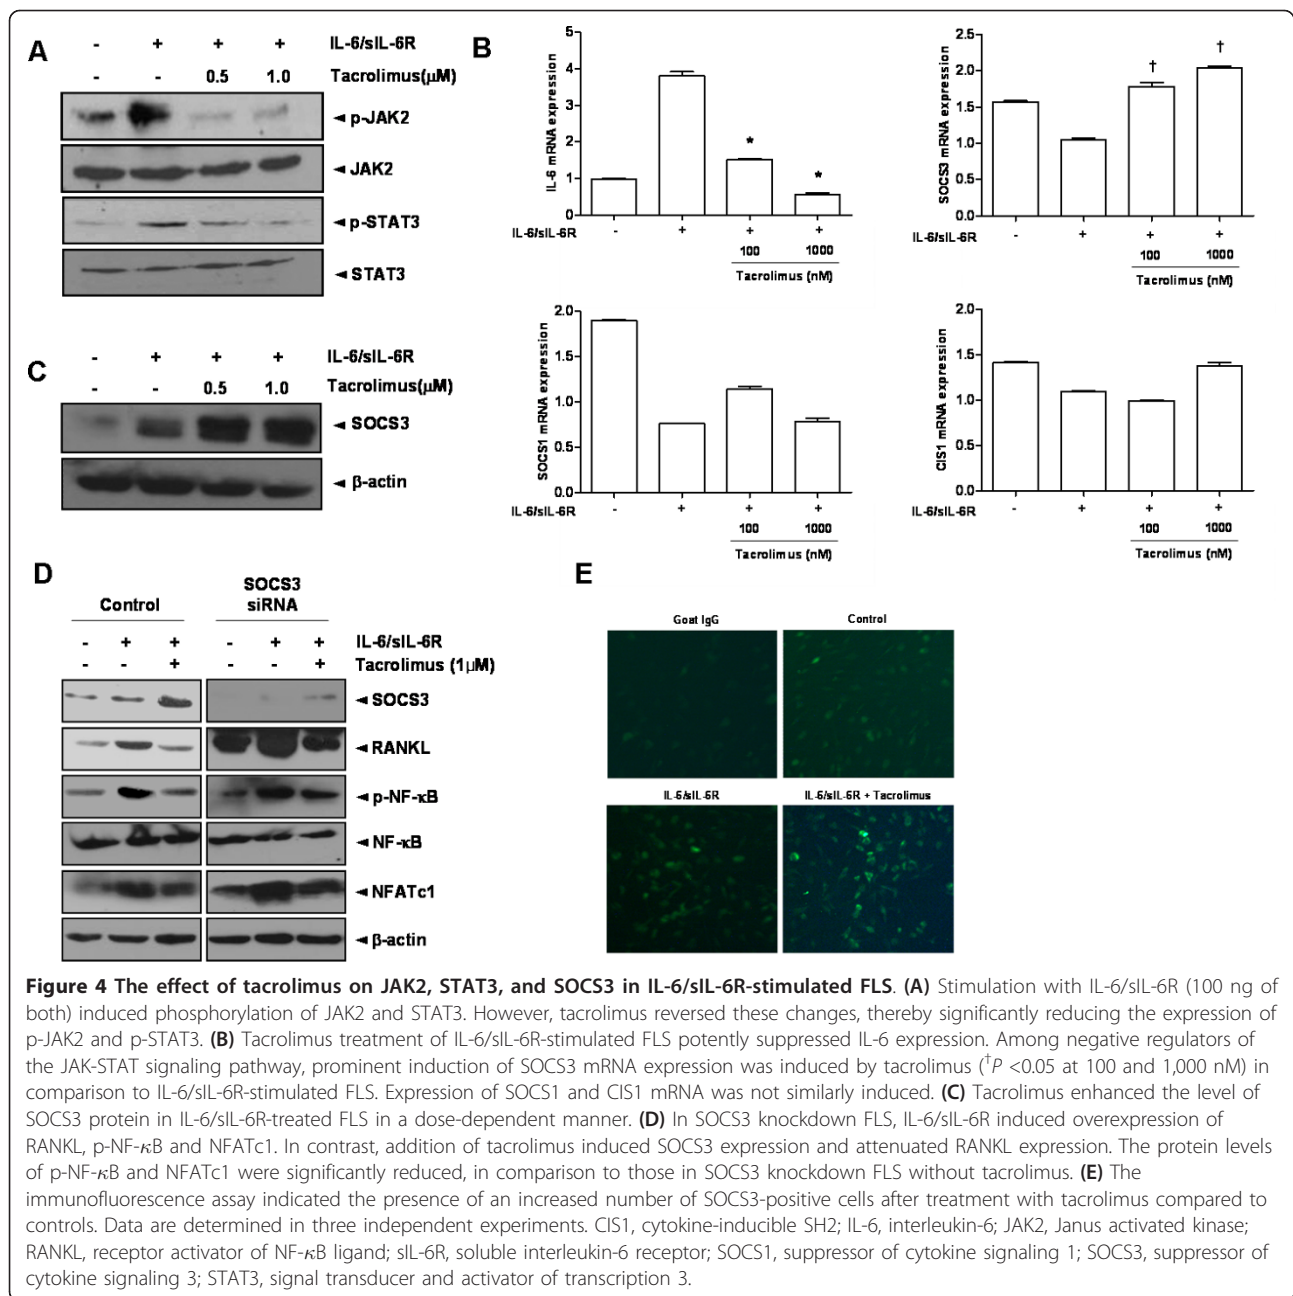 A
- + + + IL-6/sIL-6R
- - 0.5 1.0 Tacrolimus(μM)
◄ p-JAK2
◄ JAK2
◄ p-STAT3
◄ STAT3
B
IL-6 mRNA expression
5
4
3
2
1
0
*
*
IL-6/sIL-6R - + + +
100 1000
Tacrolimus (nM)
SOCS3 mRNA expression
2.5
2.0
1.5
1.0
0.5
0.0
†
†
IL-6/sIL-6R - + + +
100 1000
Tacrolimus (nM)
SOCS1 mRNA expression
2.0
1.5
1.0
0.5
0.0
IL-6/sIL-6R - + + +
100 1000
Tacrolimus (nM)
CIS1 mRNA expression
2.0
1.5
1.0
0.5
0.0
IL-6/sIL-6R - + + +
100 1000
Tacrolimus (nM)
C
- + + + IL-6/sIL-6R
- - 0.5 1.0 Tacrolimus(μM)
◄ SOCS3
◄ β-actin
D
Control
SOCS3
siRNA
- + + - + + IL-6/sIL-6R
- - + - - + Tacrolimus (1μM)
◄ SOCS3
◄ RANKL
◄ p-NF-κB
◄ NF-κB
◄ NFATc1
◄ β-actin
E
Goat IgG
Control
IL-6/sIL-6R
IL-6/sIL-6R + Tacrolimus
Figure 4 The effect of tacrolimus on JAK2, STAT3, and SOCS3 in IL-6/sIL-6R-stimulated FLS. (A) Stimulation with IL-6/sIL-6R (100 ng of
both) induced phosphorylation of JAK2 and STAT3. However, tacrolimus reversed these changes, thereby significantly reducing the expression of
p-JAK2 and p-STAT3. (B) Tacrolimus treatment of IL-6/sIL-6R-stimulated FLS potently suppressed IL-6 expression. Among negative regulators of
the JAK-STAT signaling pathway, prominent induction of SOCS3 mRNA expression was induced by tacrolimus (†P <0.05 at 100 and 1,000 nM) in
comparison to IL-6/sIL-6R-stimulated FLS. Expression of SOCS1 and CIS1 mRNA was not similarly induced. (C) Tacrolimus enhanced the level of
SOCS3 protein in IL-6/sIL-6R-treated FLS in a dose-dependent manner. (D) In SOCS3 knockdown FLS, IL-6/sIL-6R induced overexpression of
RANKL, p-NF-κB and NFATc1. In contrast, addition of tacrolimus induced SOCS3 expression and attenuated RANKL expression. The protein levels
of p-NF-κB and NFATc1 were significantly reduced, in comparison to those in SOCS3 knockdown FLS without tacrolimus. (E) The
immunofluorescence assay indicated the presence of an increased number of SOCS3-positive cells after treatment with tacrolimus compared to
controls. Data are determined in three independent experiments. CIS1, cytokine-inducible SH2; IL-6, interleukin-6; JAK2, Janus activated kinase;
RANKL, receptor activator of NF-κB ligand; sIL-6R, soluble interleukin-6 receptor; SOCS1, suppressor of cytokine signaling 1; SOCS3, suppressor of
cytokine signaling 3; STAT3, signal transducer and activator of transcription 3.